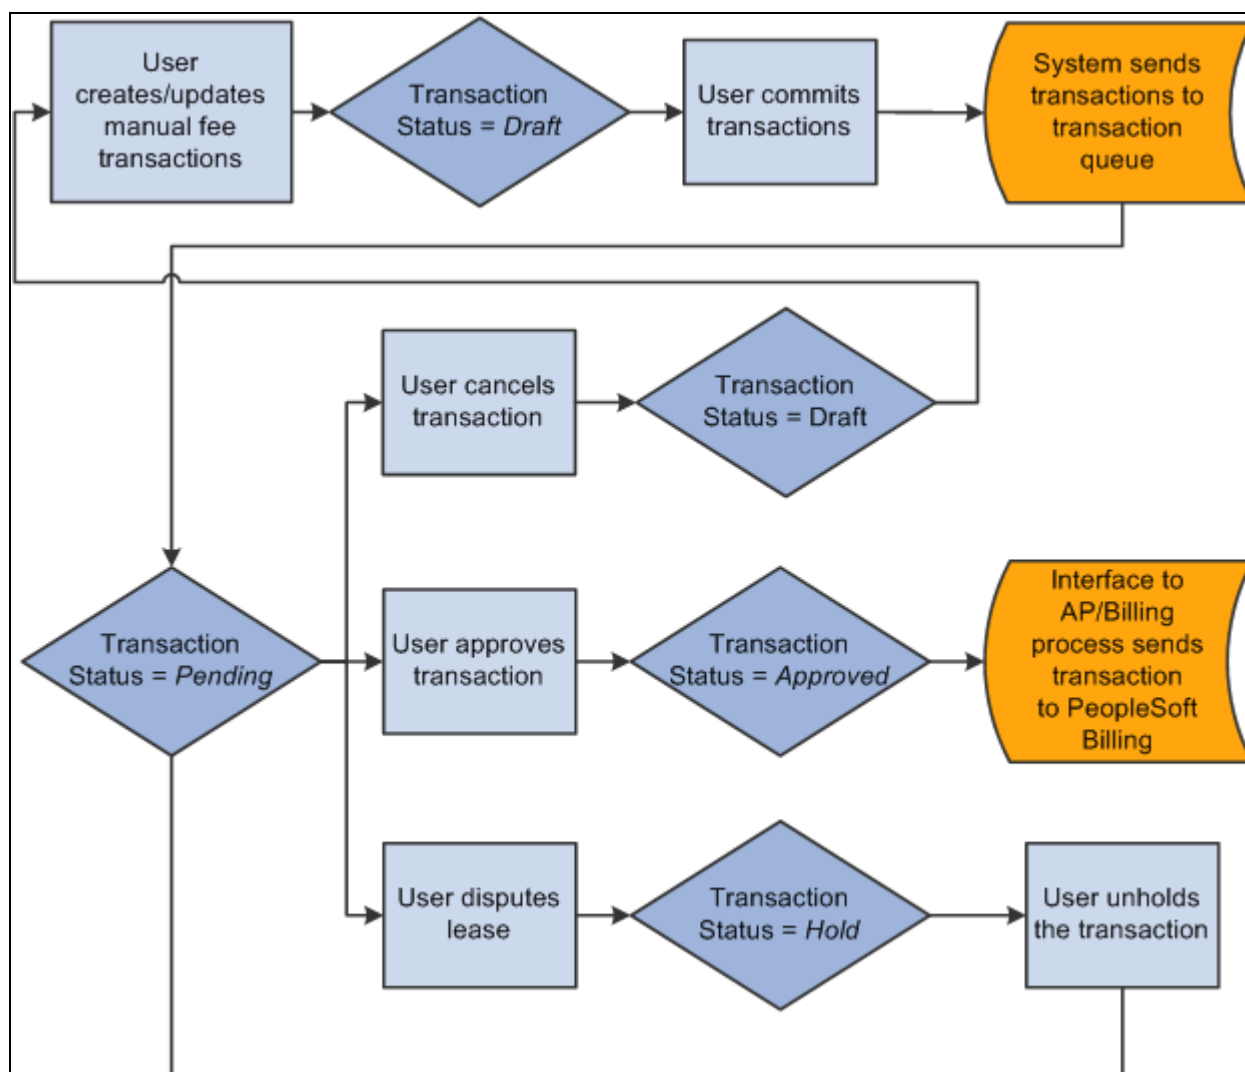 User
creates/updates
manual fee
transactions
Transaction
Status = Draft
User commits
transactions
System sends
transactions to
transaction
queue
User cancels
transaction
Transaction
Status = Draft
Transaction
Status = Pending
User approves
transaction
Transaction
Status = Approved
Interface to
AP/Billing
process sends
transaction
to PeopleSoft
Billing
User disputes
lease
Transaction
Status = Hold
User unholds
the transaction